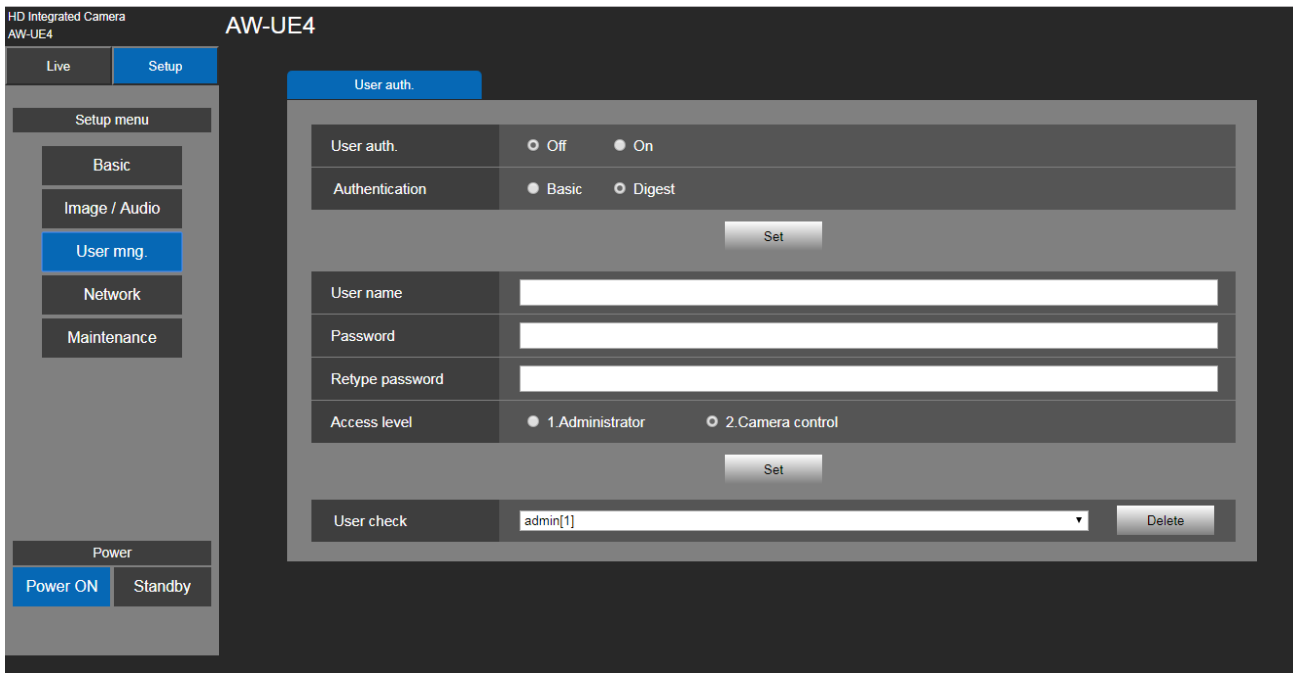 HD Integrated Camera
AW-UE4
AW-UE4
Live Setup
Setup menu
Basic
Image / Audio
User mng.
Network
Maintenance
Power
Power ON Standby
User auth.
User auth. Off On
Authentication Basic Digest
Set
User name
Password
Retype password
Access level 1.Administrator 2.Camera control
Set
User check admin[1] Delete